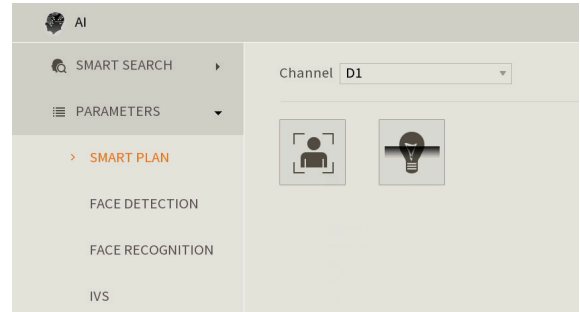 AI
SMART SEARCH
PARAMETERS
SMART PLAN
FACE DETECTION
FACE RECOGNITION
IVS
Channel D1